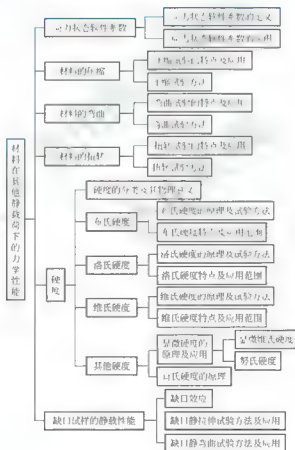 应力状态软性系数
应力状态软性系数的定义
应力状态软性系数的应用
材料的压缩
压缩试验的特点及应用
压缩试验方法
材料的弯曲
弯曲试验的特点及应用
弯曲试验方法
材料的扭转
扭转试验的特点及应用
扭转试验方法
材料在其他静载荷下的力学性能
硬度
硬度的分类及其物理意义
布氏硬度
布氏硬度的原理及试验方法
布氏硬度特点及应用范围
洛氏硬度
洛氏硬度的原理及试验方法
洛氏硬度特点及应用范围
维氏硬度
维氏硬度的原理及试验方法
维氏硬度特点及应用范围
其他硬度
显微硬度的
原理及应用
显微维氏硬度
努氏硬度
肖氏硬度的原理
缺口试样的静载性能
缺口效应
缺口静拉伸试验方法及应用
缺口静弯曲试验方法及应用